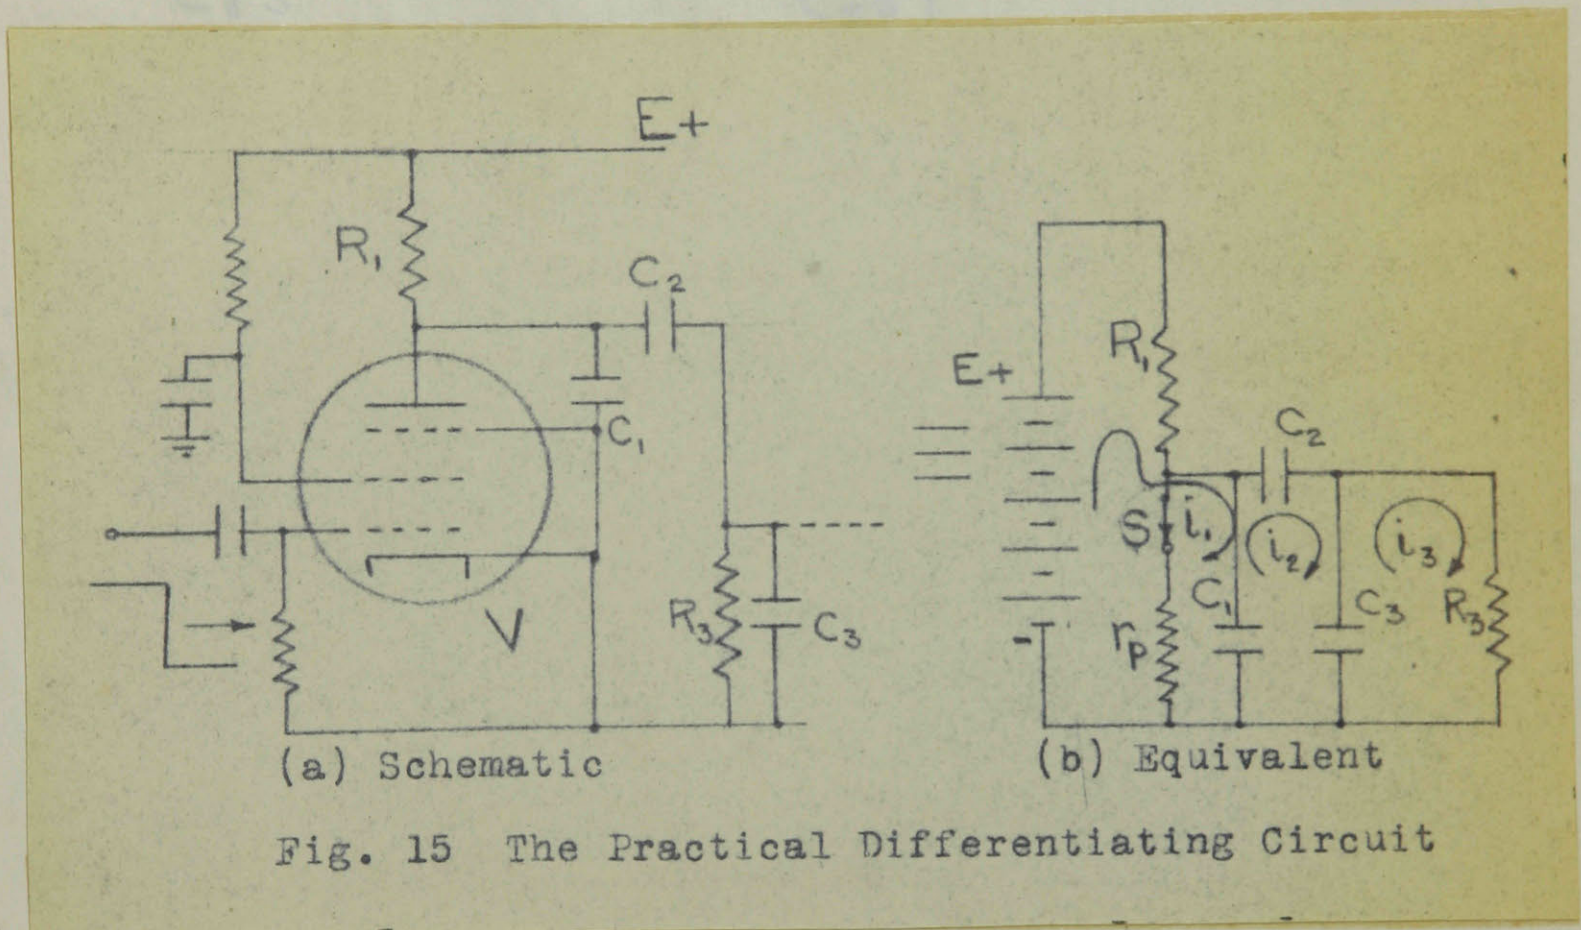 E+
R₁
C₂
C₁
V
R₃
C₃
(a) Schematic
E+
R₁
C₂
S
i₁
i₂
i₃
C₁
C₃
R₃
rp
-
(b) Equivalent
Fig. 15 The Practical Differentiating Circuit